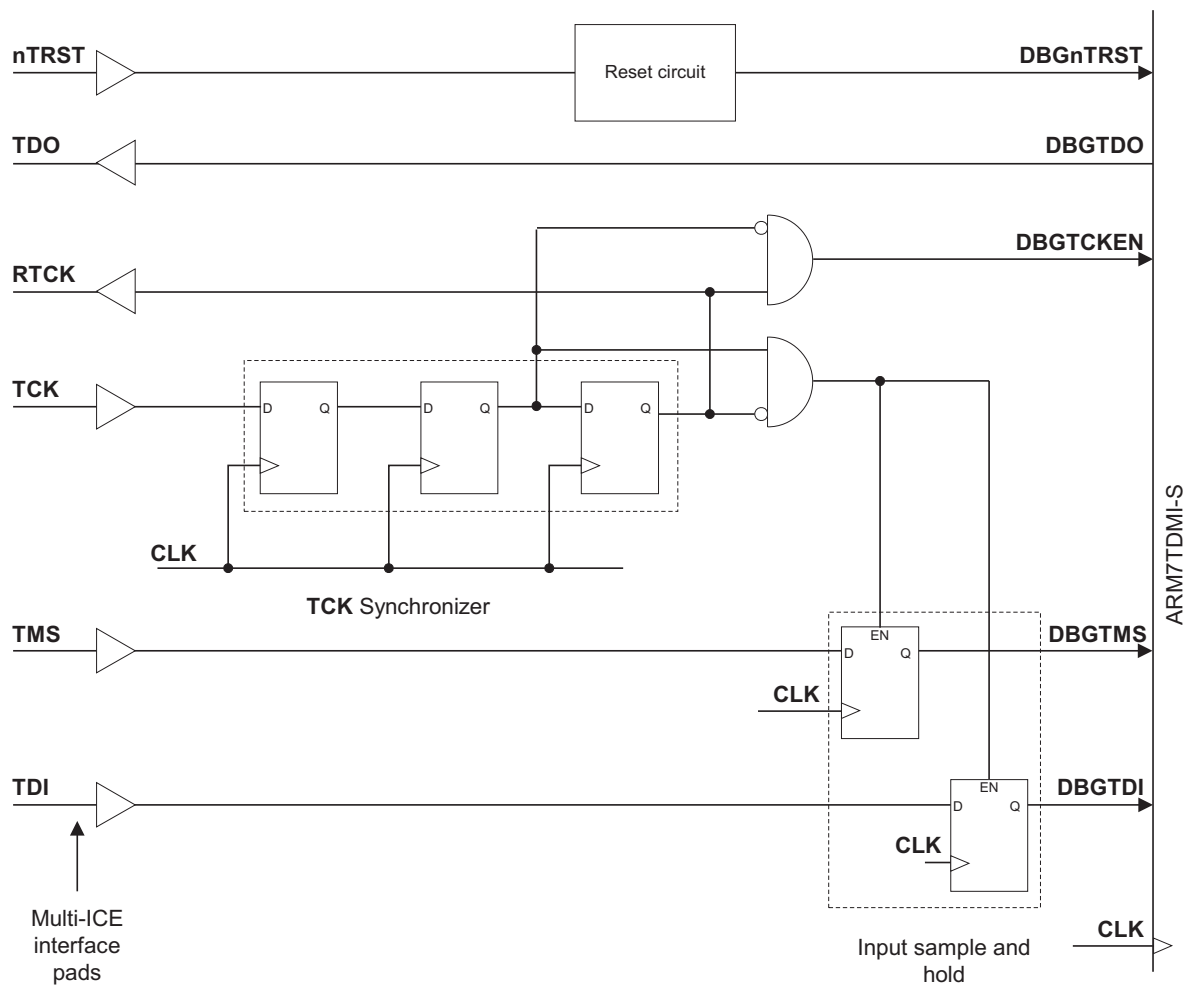 nTRST
Reset circuit
DBGnTRST
TDO
DBGTDO
DBGTCKEN
RTCK
TCK
D Q
D Q
D Q
CLK
TCK Synchronizer
ARM7TDMI-S
TMS
EN
D Q
DBGTMS
CLK
TDI
EN
D Q
DBGTDI
CLK
Multi-ICE
interface
pads
Input sample and
hold
CLK